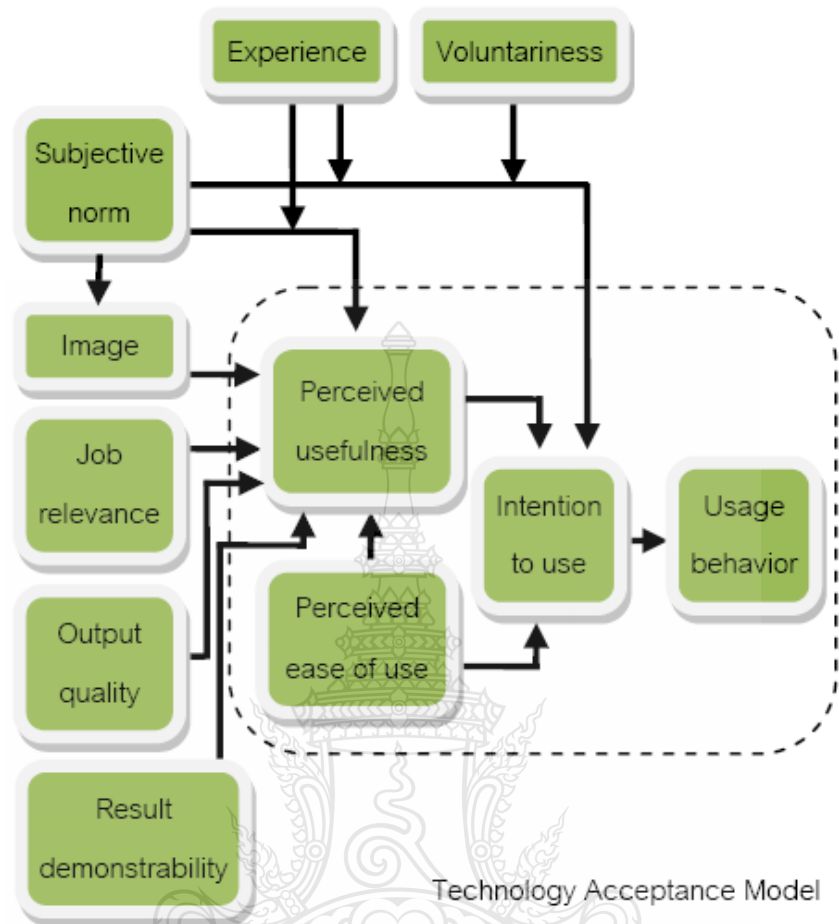 Experience
Voluntariness
Subjective
norm
Image
Perceived
usefulness
Job
relevance
Intention
to use
Usage
behavior
Output
quality
Perceived
ease of use
Result
demonstrability
Technology Acceptance Model